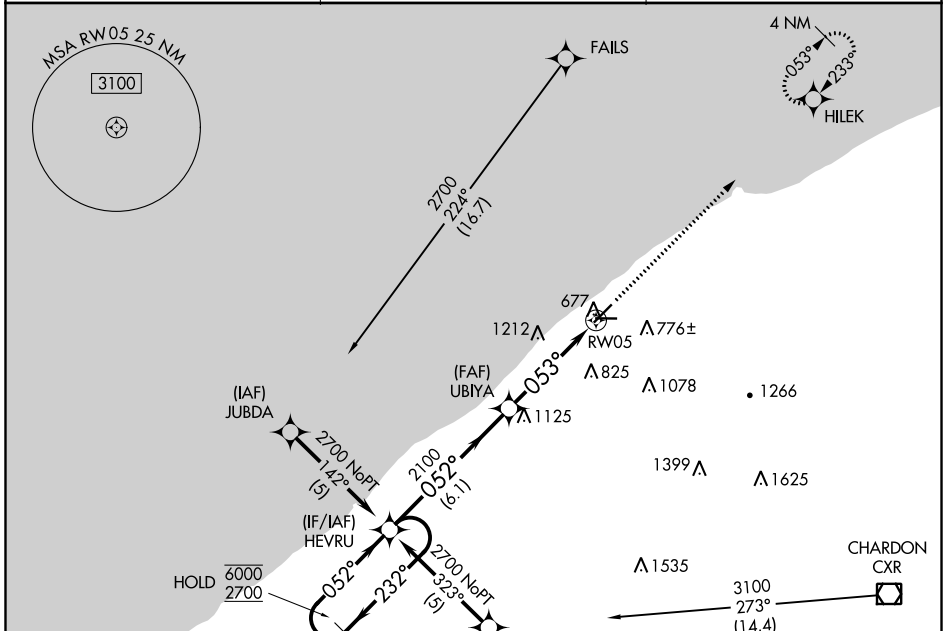 MSA RW05 25 NM
3100
FAILS
4 NM
053°
233°
HILEK
2700
224°
(16.7)
677
1212
RW05
776±
(FAF)
UBIYA
053°
825
1078
1266
(IAF)
JUBDA
1125
2700 NoPT
142°
(5)
2100
052°
(6.1)
1399
1625
(IF/IAF)
HEVRU
HOLD
6000
2700
052°
232°
2700 NoPT
323°
(5)
1535
CHARDON
CXR
3100
273°
(14.4)